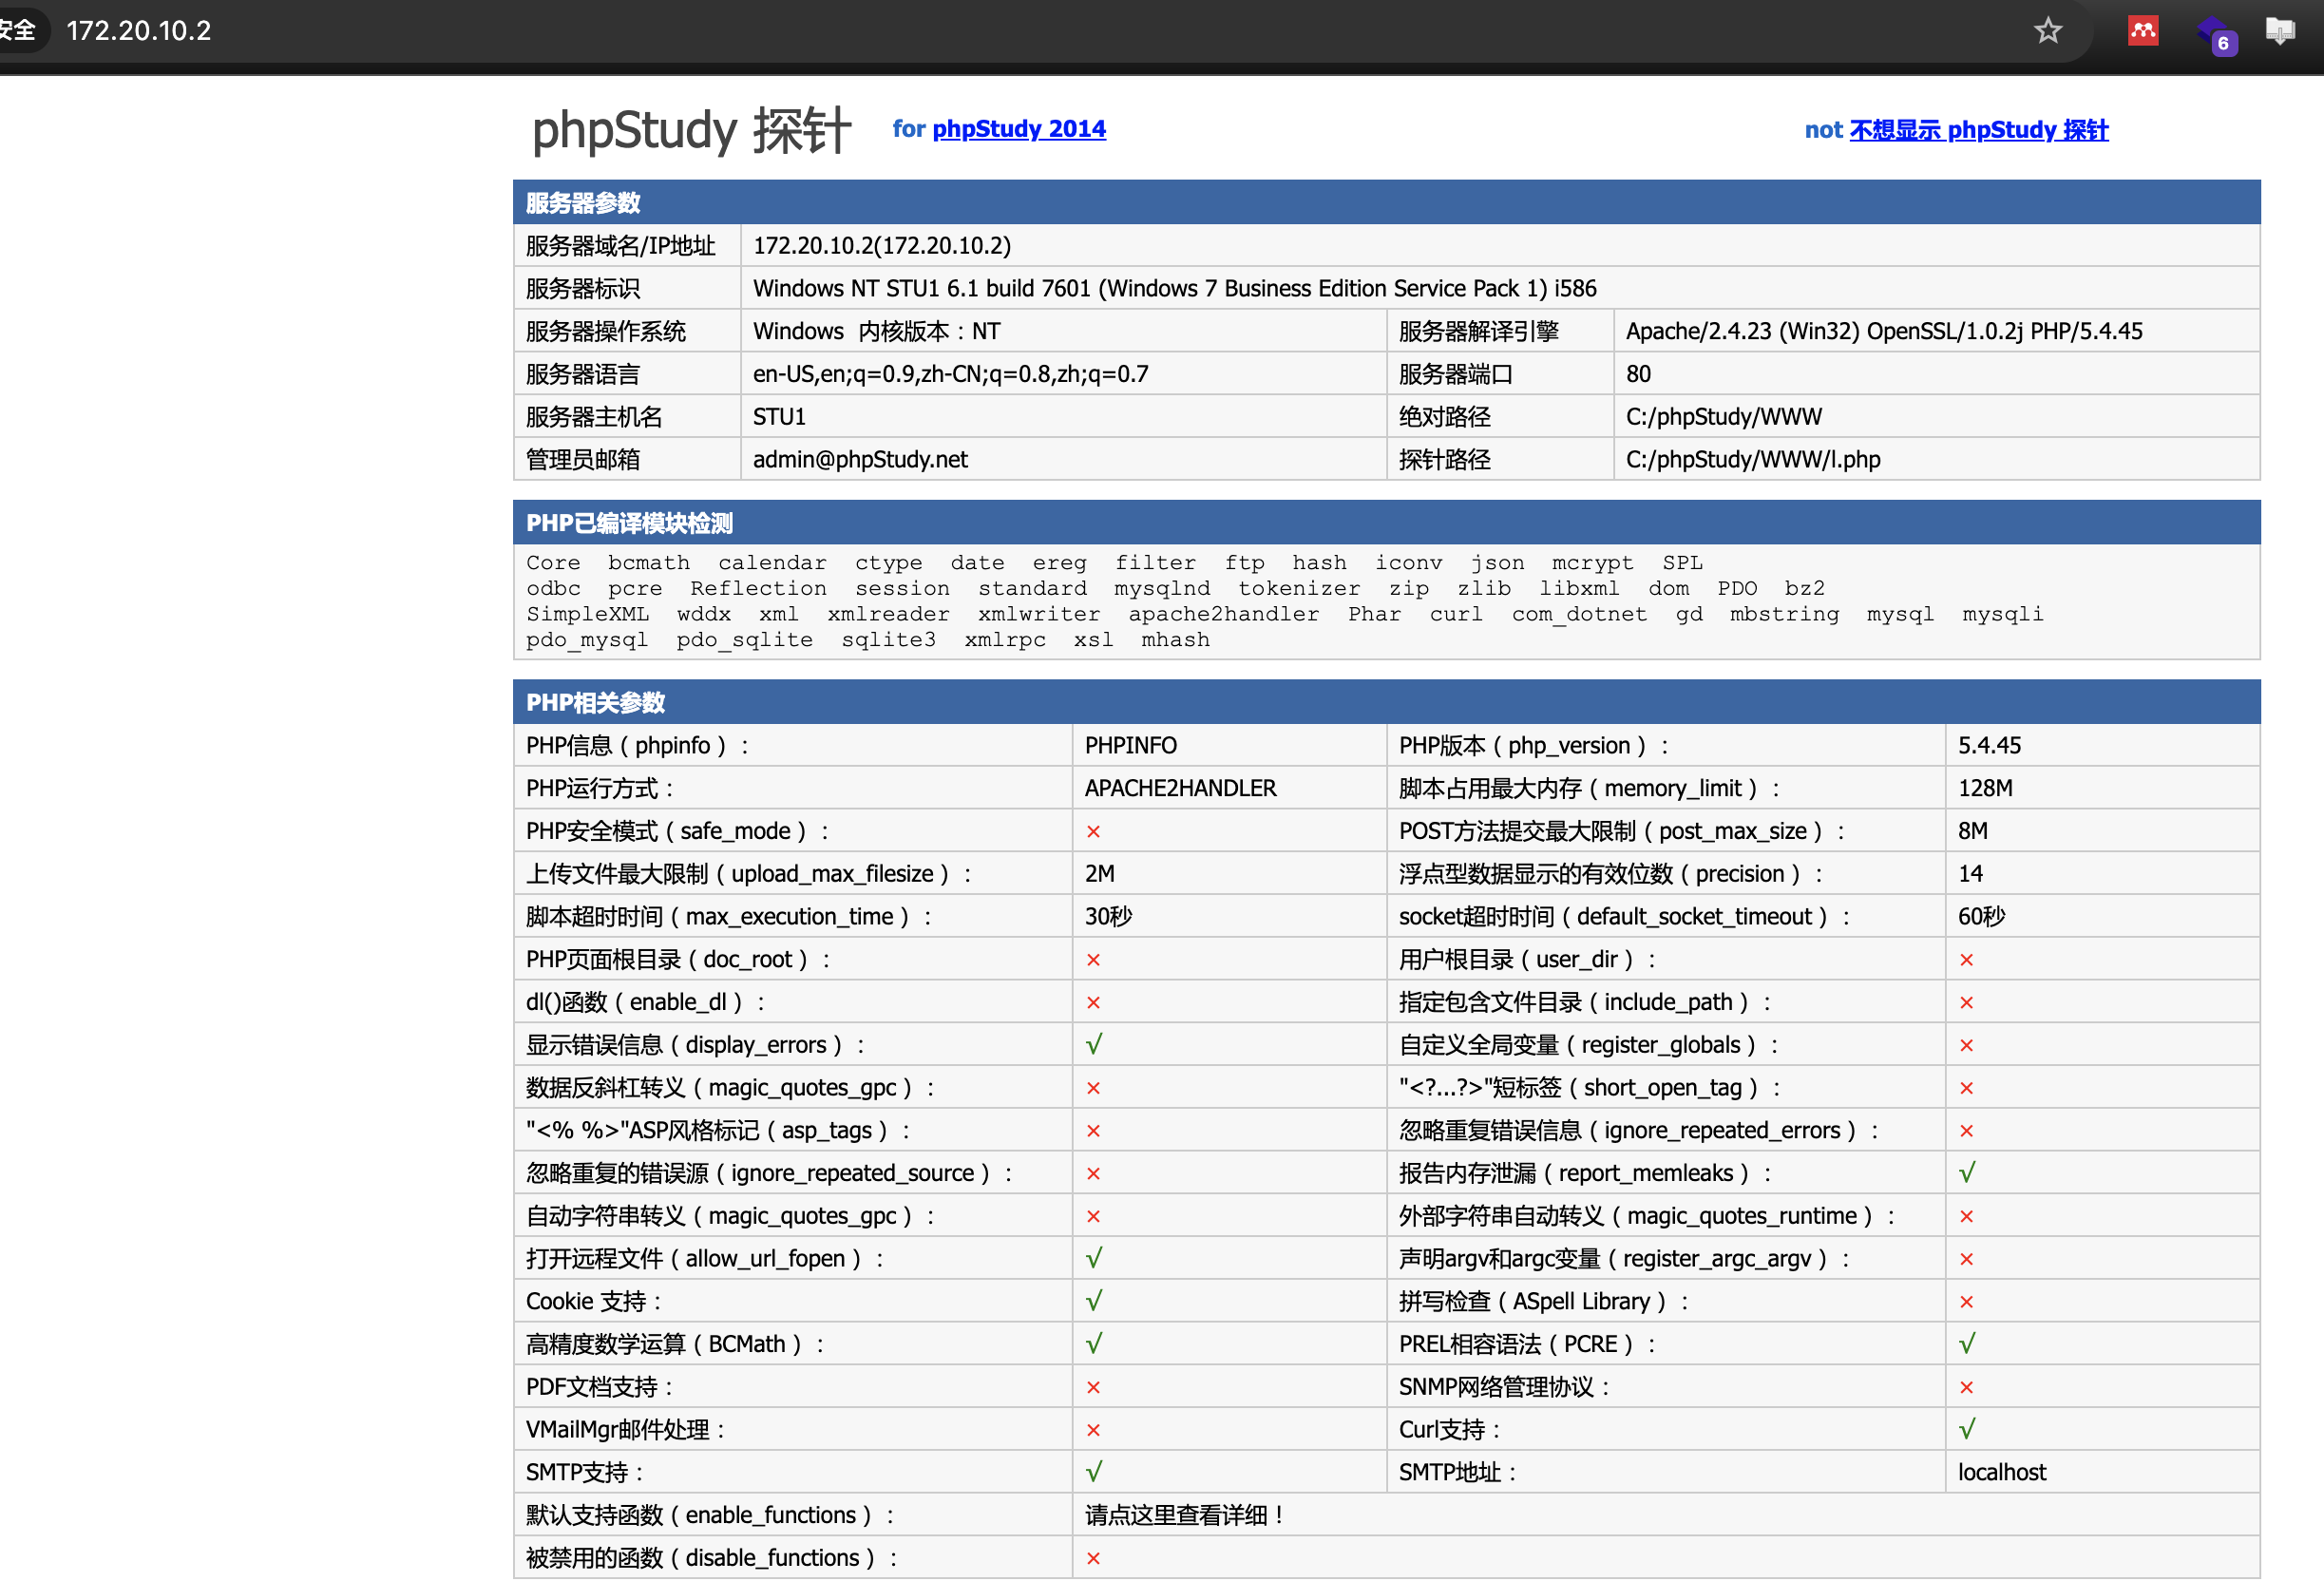 安全 172.20.10.2 6
phpStudy 探针 for phpStudy 2014 not 不想显示 phpStudy 探针
服务器参数
服务器域名/IP地址 172.20.10.2(172.20.10.2)
服务器标识 Windows NT STU1 6.1 build 7601 (Windows 7 Business Edition Service Pack 1) i586
服务器操作系统 Windows 内核版本：NT 服务器解译引擎 Apache/2.4.23 (Win32) OpenSSL/1.0.2j PHP/5.4.45
服务器语言 en-US,en;q=0.9,zh-CN;q=0.8,zh;q=0.7 服务器端口 80
服务器主机名 STU1 绝对路径 C:/phpStudy/WWW
管理员邮箱 admin@phpStudy.net 探针路径 C:/phpStudy/WWW/l.php
PHP已编译模块检测
Core bcmath calendar ctype date ereg filter ftp hash iconv json mcrypt SPL
odbc pcre Reflection session standard mysqlnd tokenizer zip zlib libxml dom PDO bz2
SimpleXML wddx xml xmlreader xmlwriter apache2handler Phar curl com_dotnet gd mbstring mysql mysqli
pdo_mysql pdo_sqlite sqlite3 xmlrpc xsl mhash
PHP相关参数
PHP信息（phpinfo）： PHPINFO PHP版本（php_version）： 5.4.45
PHP运行方式： APACHE2HANDLER 脚本占用最大内存（memory_limit）： 128M
PHP安全模式（safe_mode）： × POST方法提交最大限制（post_max_size）： 8M
上传文件最大限制（upload_max_filesize）： 2M 浮点型数据显示的有效位数（precision）： 14
脚本超时时间（max_execution_time）： 30秒 socket超时时间（default_socket_timeout）： 60秒
PHP页面根目录（doc_root）： × 用户根目录（user_dir）： ×
dl()函数（enable_dl）： × 指定包含文件目录（include_path）： ×
显示错误信息（display_errors）： √ 自定义全局变量（register_globals）： ×
数据反斜杠转义（magic_quotes_gpc）： × "<?...?>"短标签（short_open_tag）： ×
"<% %>"ASP风格标记（asp_tags）： × 忽略重复错误信息（ignore_repeated_errors）： ×
忽略重复的错误源（ignore_repeated_source）： × 报告内存泄漏（report_memleaks）： √
自动字符串转义（magic_quotes_gpc）： × 外部字符串自动转义（magic_quotes_runtime）： ×
打开远程文件（allow_url_fopen）： √ 声明argv和argc变量（register_argc_argv）： ×
Cookie 支持： √ 拼写检查（ASpell Library）： ×
高精度数学运算（BCMath）： √ PREL相容语法（PCRE）： √
PDF文档支持： × SNMP网络管理协议： ×
VMailMgr邮件处理： × Curl支持： √
SMTP支持： √ SMTP地址： localhost
默认支持函数（enable_functions）： 请点这里查看详细！
被禁用的函数（disable_functions）： ×